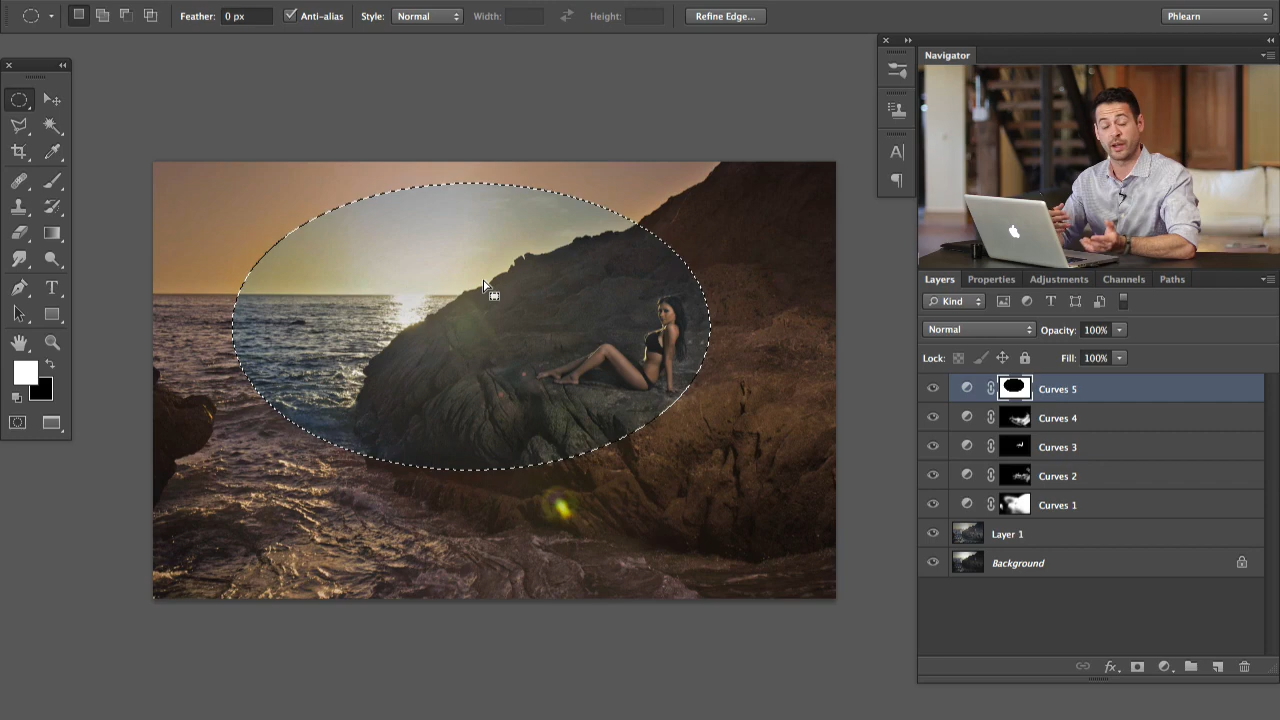 Feather: 0 px Anti-alias Style: Normal Width: Height: Refine Edge... Phlearn
Navigator
Layers Properties Adjustments Channels Paths
Kind
Normal Opacity: 100%
Lock: Fill: 100%
Curves 5
Curves 4
Curves 3
Curves 2
Curves 1
Layer 1
Background